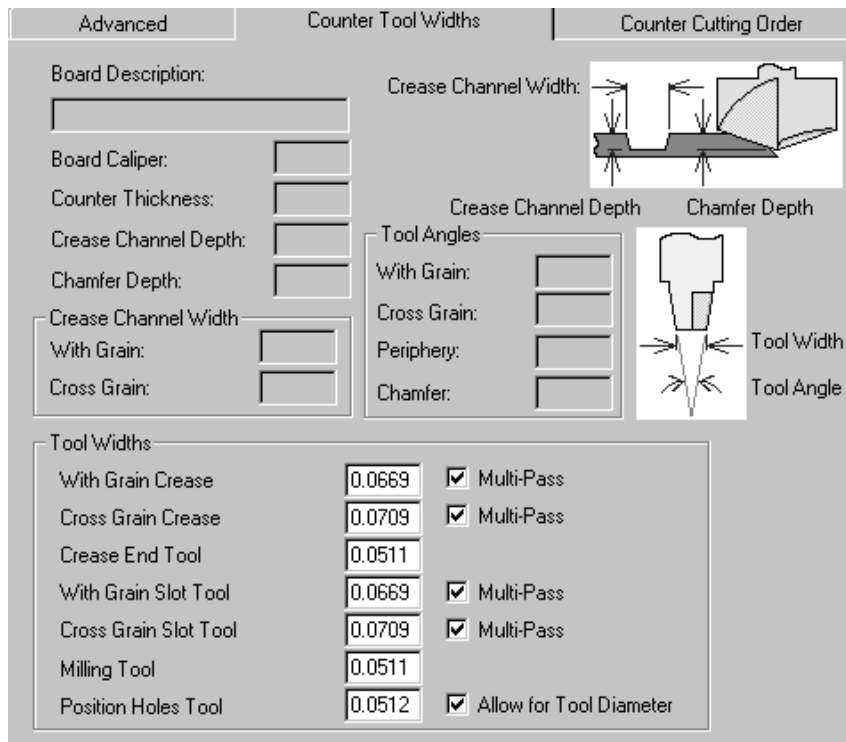 Advanced
Counter Tool Widths
Counter Cutting Order
Board Description:
Crease Channel Width:
Board Caliper:
Counter Thickness:
Crease Channel Depth:
Chamfer Depth:
Crease Channel Depth
Chamfer Depth
Crease Channel Width
With Grain:
Cross Grain:
Tool Angles
With Grain:
Cross Grain:
Periphery:
Chamfer:
Tool Width
Tool Angle
Tool Widths
With Grain Crease 0.0669 Multi-Pass
Cross Grain Crease 0.0709 Multi-Pass
Crease End Tool 0.0511
With Grain Slot Tool 0.0669 Multi-Pass
Cross Grain Slot Tool 0.0709 Multi-Pass
Milling Tool 0.0511
Position Holes Tool 0.0512 Allow for Tool Diameter